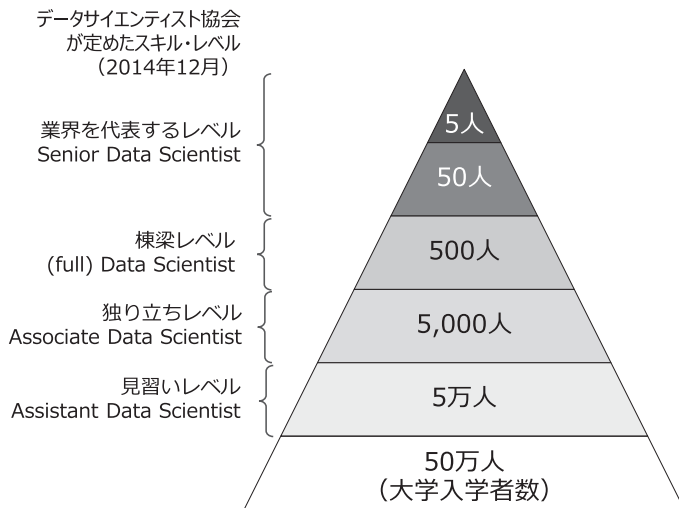 データサイエンティスト協会
が定めたスキル・レベル
（2014年12月）
業界を代表するレベル
Senior Data Scientist
棟梁レベル
(full) Data Scientist
独り立ちレベル
Associate Data Scientist
見習いレベル
Assistant Data Scientist
5人
50人
500人
5,000人
5万人
50万人
（大学入学者数）